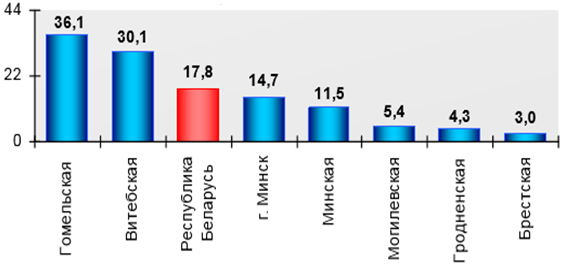 44
22
0
36,1
30,1
17,8
14,7
11,5
5,4
4,3
3,0
Гомельская
Витебская
Республика
Беларусь
г. Минск
Минская
Могилевская
Гродненская
Брестская